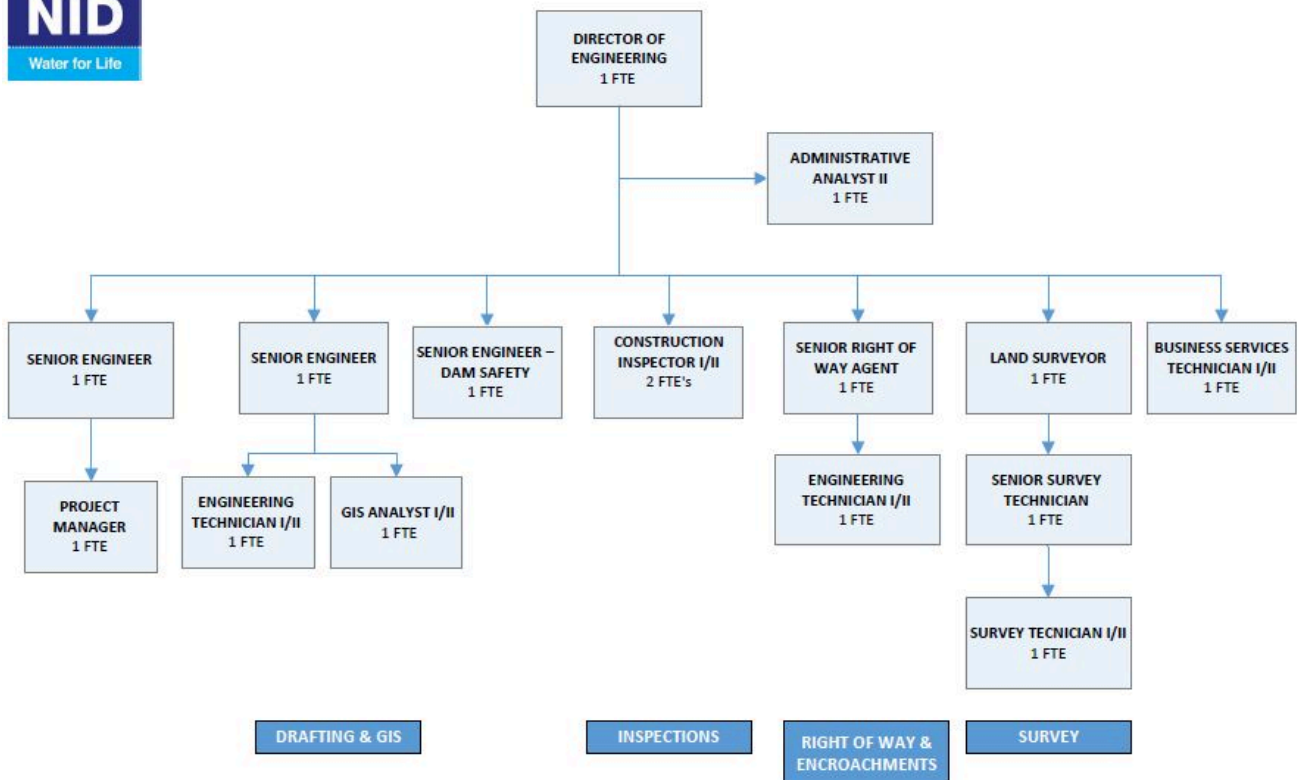 NID
Water for Life
DIRECTOR OF
ENGINEERING
1 FTE
ADMINISTRATIVE
ANALYST II
1 FTE
SENIOR ENGINEER
1 FTE
SENIOR ENGINEER
1 FTE
SENIOR ENGINEER –
DAM SAFETY
1 FTE
CONSTRUCTION
INSPECTOR I/II
2 FTE's
SENIOR RIGHT OF
WAY AGENT
1 FTE
LAND SURVEYOR
1 FTE
BUSINESS SERVICES
TECHNICIAN I/II
1 FTE
PROJECT
MANAGER
1 FTE
ENGINEERING
TECHNICIAN I/II
1 FTE
GIS ANALYST I/II
1 FTE
ENGINEERING
TECHNICIAN I/II
1 FTE
SENIOR SURVEY
TECHNICIAN
1 FTE
SURVEY TECNICIAN I/II
1 FTE
DRAFTING & GIS
INSPECTIONS
RIGHT OF WAY &
ENCROACHMENTS
SURVEY